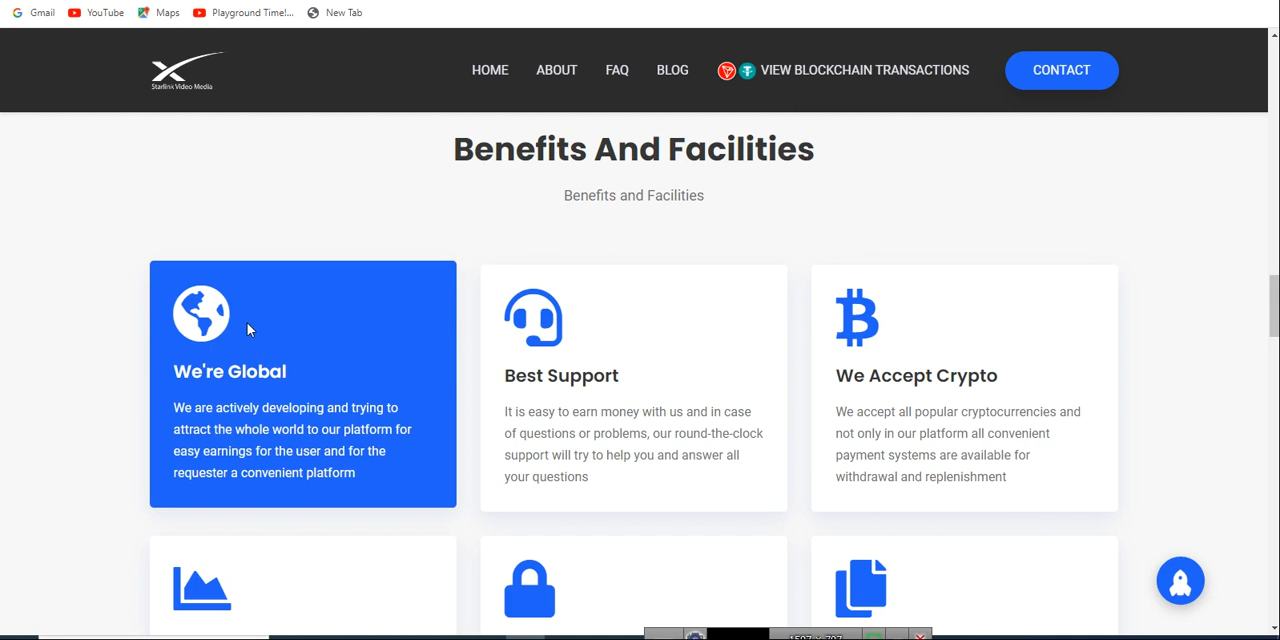 Gmail YouTube Maps Playground Time!... New Tab
Starlink Video Media
HOME ABOUT FAQ BLOG VIEW BLOCKCHAIN TRANSACTIONS CONTACT
Benefits And Facilities
Benefits and Facilities
We're Global
We are actively developing and trying to
attract the whole world to our platform for
easy earnings for the user and for the
requester a convenient platform
Best Support
It is easy to earn money with us and in case
of questions or problems, our round-the-clock
support will try to help you and answer all
your questions
We Accept Crypto
We accept all popular cryptocurrencies and
not only in our platform all convenient
payment systems are available for
withdrawal and replenishment